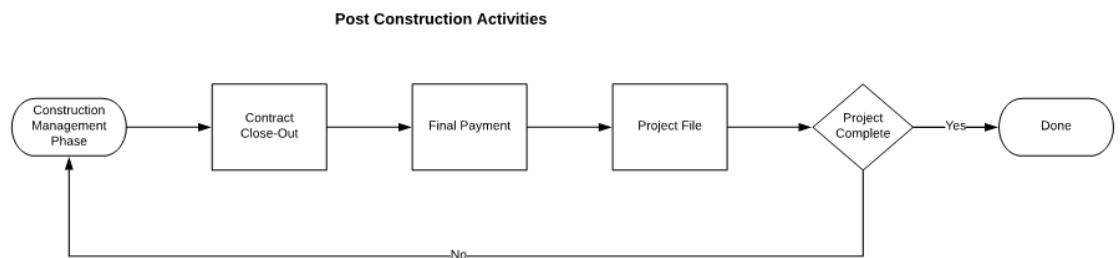 Post Construction Activities
Construction
Management
Phase
Contract
Close-Out
Final Payment
Project File
Project
Complete
Yes
Done
No